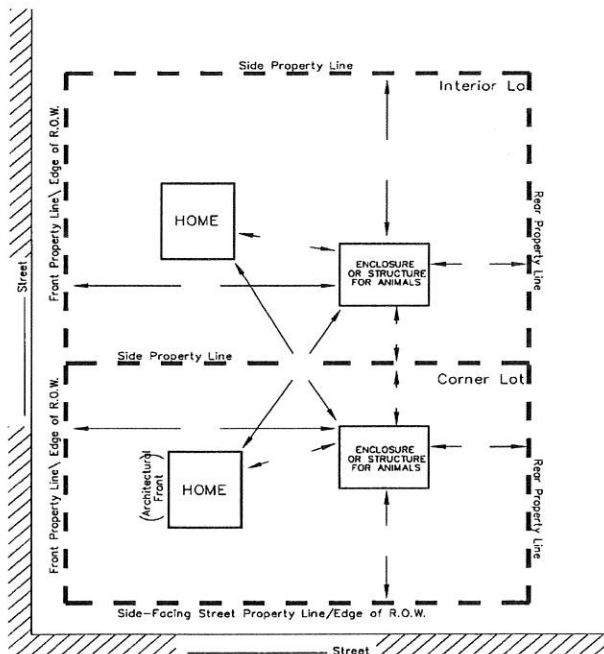 Side Property Line
Interior Lo
Front Property Line\ Edge of R.O.W.
HOME
ENCLOSURE
OR STRUCTURE
FOR ANIMALS
Rear Property Line
Street
Side Property Line
Corner Lot
Front Property Line\ Edge of R.O.W.
(Architectural
Front)
HOME
ENCLOSURE
OR STRUCTURE
FOR ANIMALS
Rear Property Line
Side-Facing Street Property Line/Edge of R.O.W.
Street